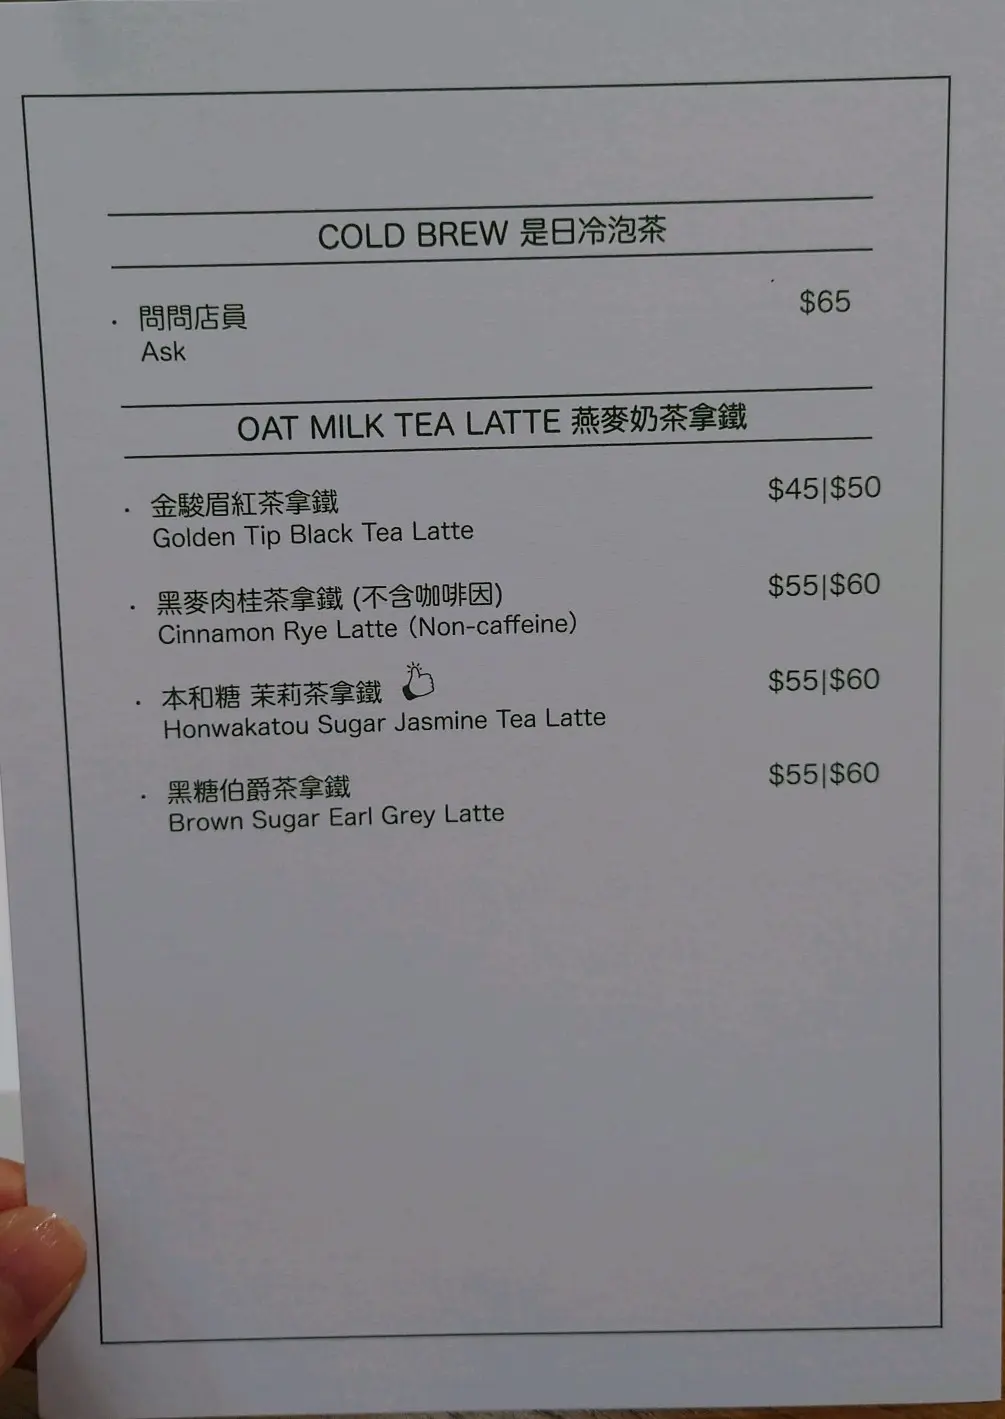 COLD BREW 是日冷泡茶
· 問問店員 $65
Ask
OAT MILK TEA LATTE 燕麥奶茶拿鐵
· 金駿眉紅茶拿鐵 $45|$50
Golden Tip Black Tea Latte
· 黑麥肉桂茶拿鐵 (不含咖啡因) $55|$60
Cinnamon Rye Latte (Non-caffeine)
· 本和糖 茉莉茶拿鐵 $55|$60
Honwakatou Sugar Jasmine Tea Latte
· 黑糖伯爵茶拿鐵 $55|$60
Brown Sugar Earl Grey Latte